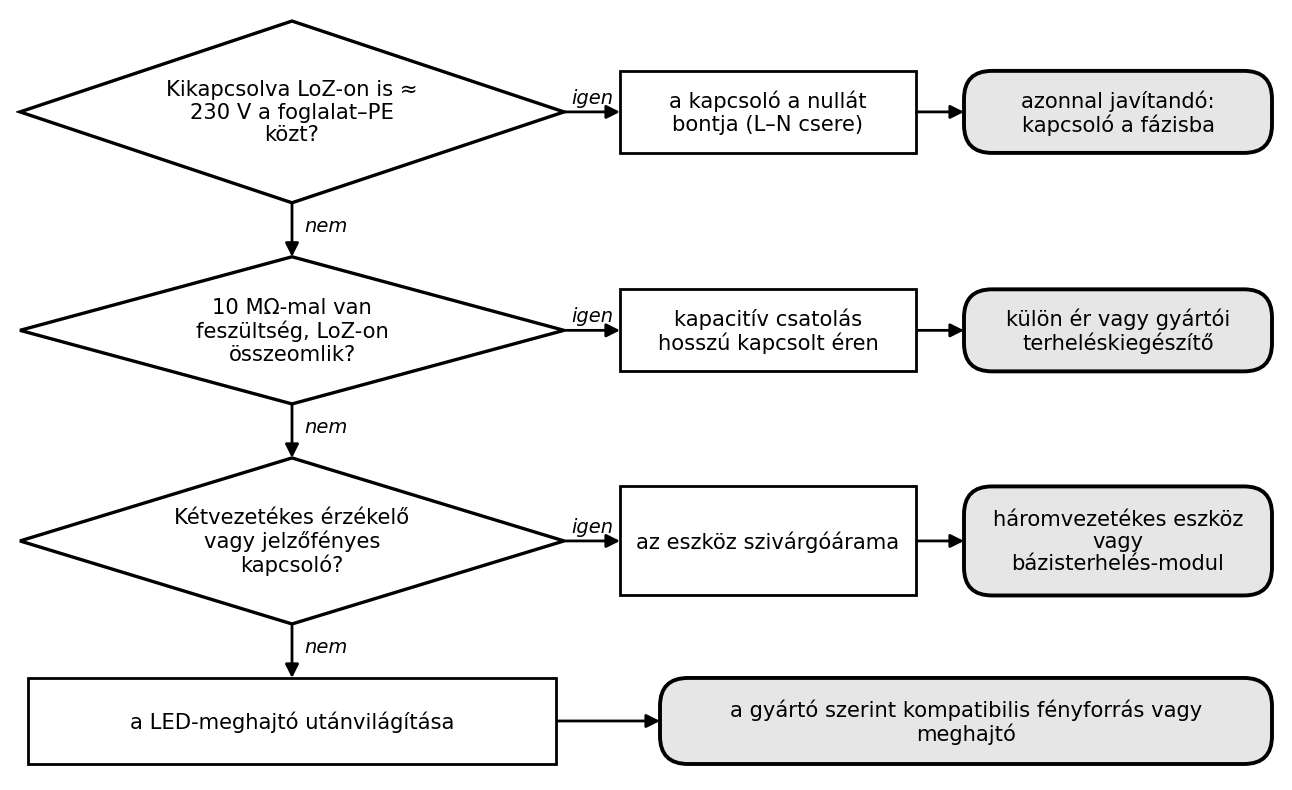 Kikapcsolva LoZ-on is ≈
230 V a foglalat–PE
közt?
igen
a kapcsoló a nullát
bontja (L–N csere)
azonnal javítandó:
kapcsoló a fázisba
nem
10 MΩ-mal van
feszültség, LoZ-on
összeomlik?
igen
kapacitív csatolás
hosszú kapcsolt éren
külön ér vagy gyártói
terheléskiegészítő
nem
Kétvezetékes érzékelő
vagy jelzőfényes
kapcsoló?
igen
az eszköz szivárgóárama
háromvezetékes eszköz
vagy
bázisterhelés-modul
nem
a LED-meghajtó utánvilágítása
a gyártó szerint kompatibilis fényforrás vagy
meghajtó